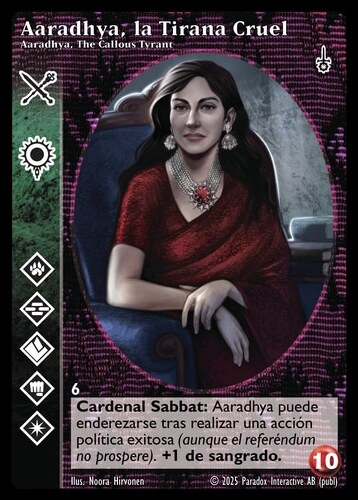 Aaradhya, la Tirana Cruel
Aaradhya, The Callous Tyrant
6
Cardenal Sabbat: Aaradhya puede
enderezarse tras realizar una acción
política exitosa (aunque el referéndum
no prospere). +1 de sangrado.
10
Ilus. Noora Hirvonen
© 2025 Paradox Interactive AB (publ)